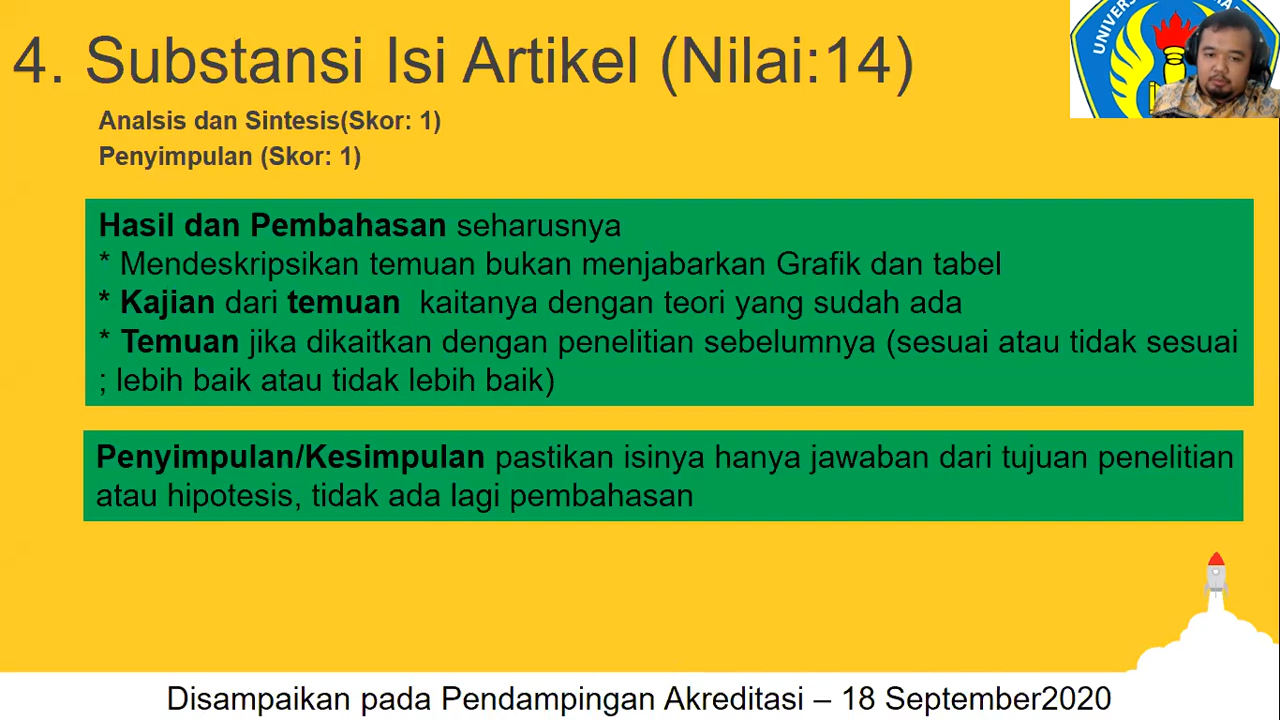 4. Substansi Isi Artikel (Nilai:14)
Analsis dan Sintesis(Skor: 1)
Penyimpulan (Skor: 1)
Hasil dan Pembahasan seharusnya
* Mendeskripsikan temuan bukan menjabarkan Grafik dan tabel
* Kajian dari temuan kaitanya dengan teori yang sudah ada
* Temuan jika dikaitkan dengan penelitian sebelumnya (sesuai atau tidak sesuai
; lebih baik atau tidak lebih baik)
Penyimpulan/Kesimpulan pastikan isinya hanya jawaban dari tujuan penelitian
atau hipotesis, tidak ada lagi pembahasan
Disampaikan pada Pendampingan Akreditasi – 18 September2020